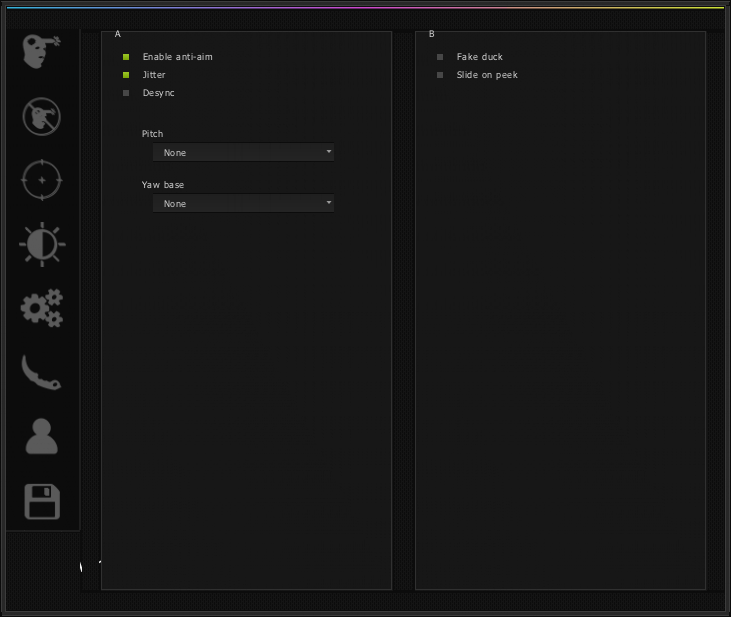 A
Enable anti-aim
Jitter
Desync
Pitch
None
Yaw base
None
B
Fake duck
Slide on peek